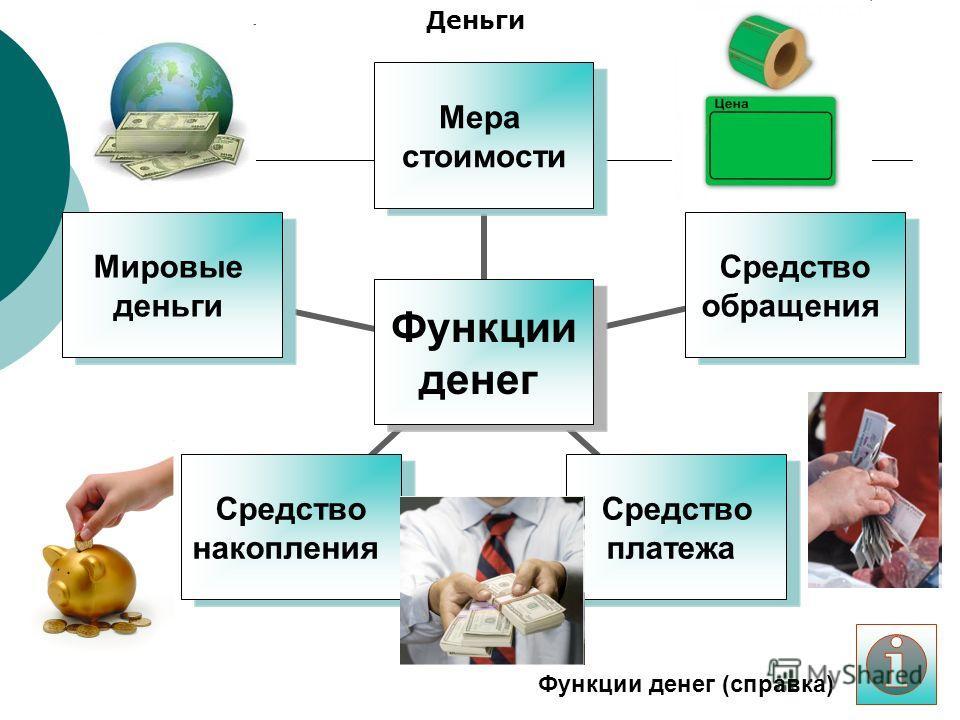 Деньги
Мера
стоимости
Цена
Мировые
деньги
Средство
обращения
Функции
денег
Средство
накопления
Средство
платежа
Функции денег (справка)
MyShared